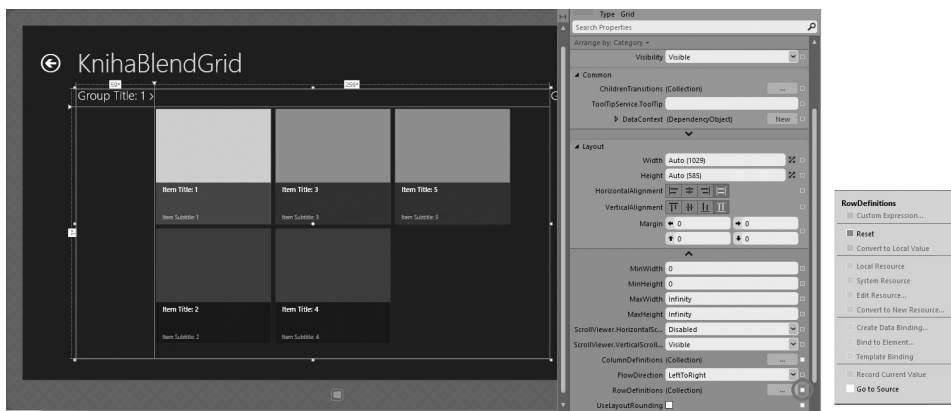 KnihaBlendGrid
50*
250*
Group Title: 1 >
G
Item Title: 1
Item Title: 3
Item Title: 5
Item Subtitle: 1
Item Subtitle: 3
Item Subtitle: 5
Item Title: 2
Item Title: 4
Item Subtitle: 2
Item Subtitle: 4
Type Grid
Search Properties
Arrange by: Category
Visibility Visible
Common
ChildrenTransitions (Collection) ...
ToolTipService.ToolTip
DataContext (DependencyObject) New
Layout
Width Auto (1029)
Height Auto (585)
HorizontalAlignment
VerticalAlignment
Margin 0 0
0 0
MinWidth 0
MinHeight 0
MaxWidth Infinity
MaxHeight Infinity
ScrollViewer.HorizontalSc... Disabled
ScrollViewer.VerticalScroll... Visible
ColumnDefinitions (Collection) ...
FlowDirection LeftToRight
RowDefinitions (Collection) ...
UseLayoutRounding
RowDefinitions
Custom Expression...
Reset
Convert to Local Value
Local Resource
System Resource
Edit Resource...
Convert to New Resource...
Create Data Binding...
Bind to Element...
Template Binding
Record Current Value
Go to Source